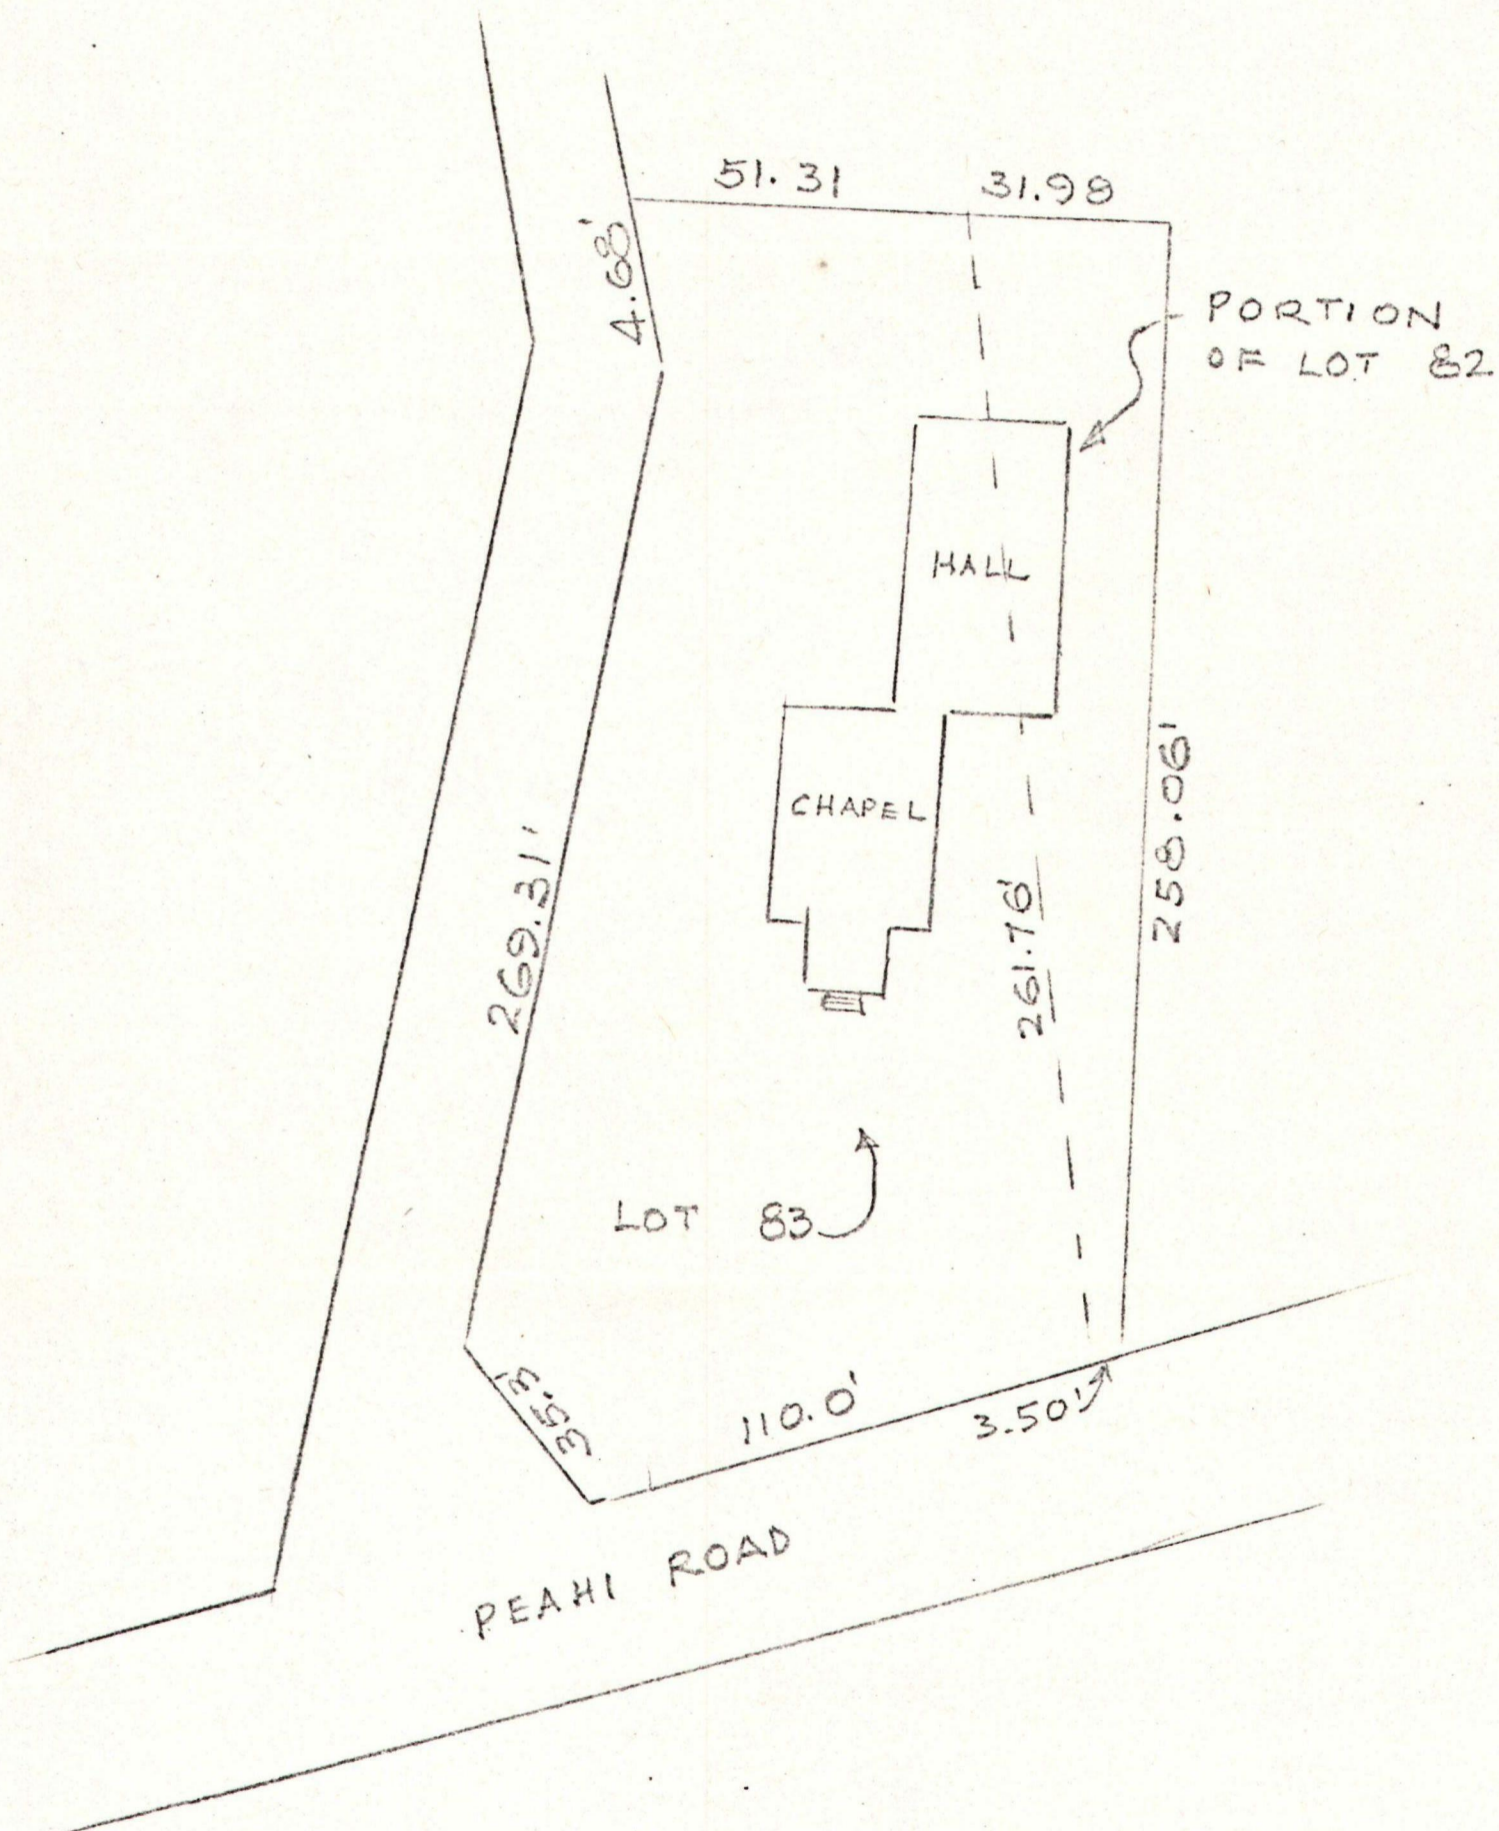 51.31 31.98
4.68'
PORTION
OF LOT 82
HALL
CHAPEL
258.06'
269.31'
261.76'
LOT 83
35.3'
110.0'
3.50'
PEAHI ROAD